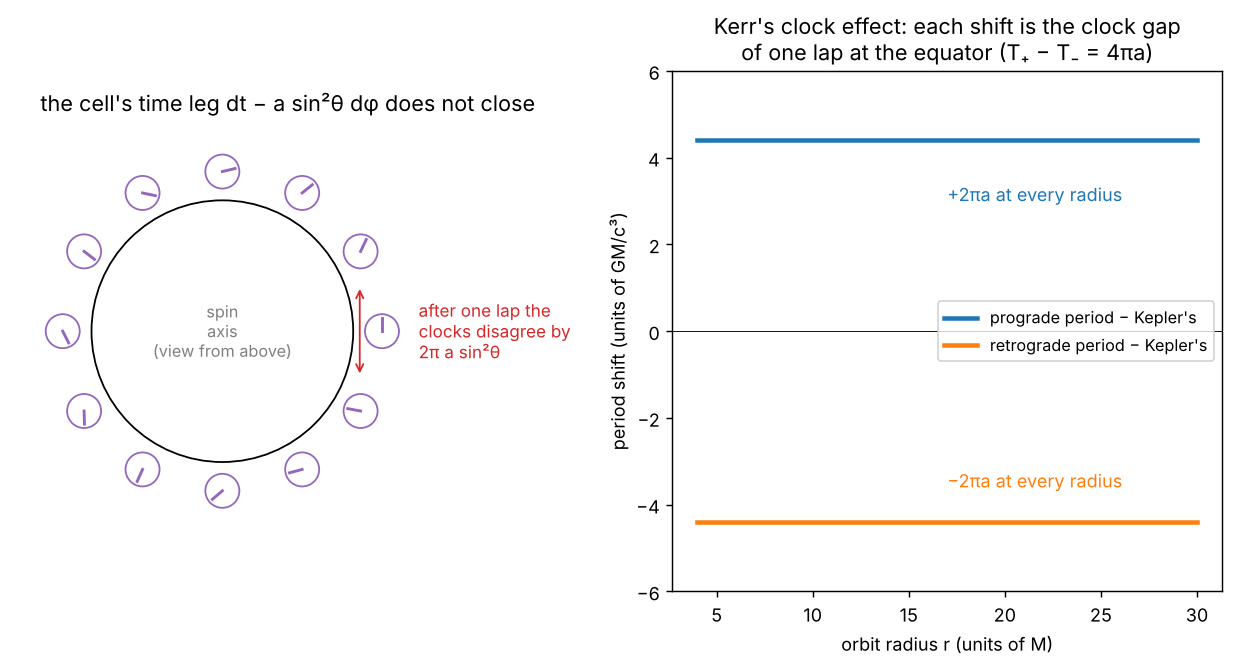 the cell's time leg dt − a sin²θ dφ does not close
spin
axis
(view from above)
after one lap the
clocks disagree by
2π a sin²θ
Kerr's clock effect: each shift is the clock gap
of one lap at the equator (T₊ − T₋ = 4πa)
period shift (units of GM/c³)
6
4
2
0
−2
−4
−6
+2πa at every radius
prograde period − Kepler's
retrograde period − Kepler's
−2πa at every radius
5 10 15 20 25 30
orbit radius r (units of M)